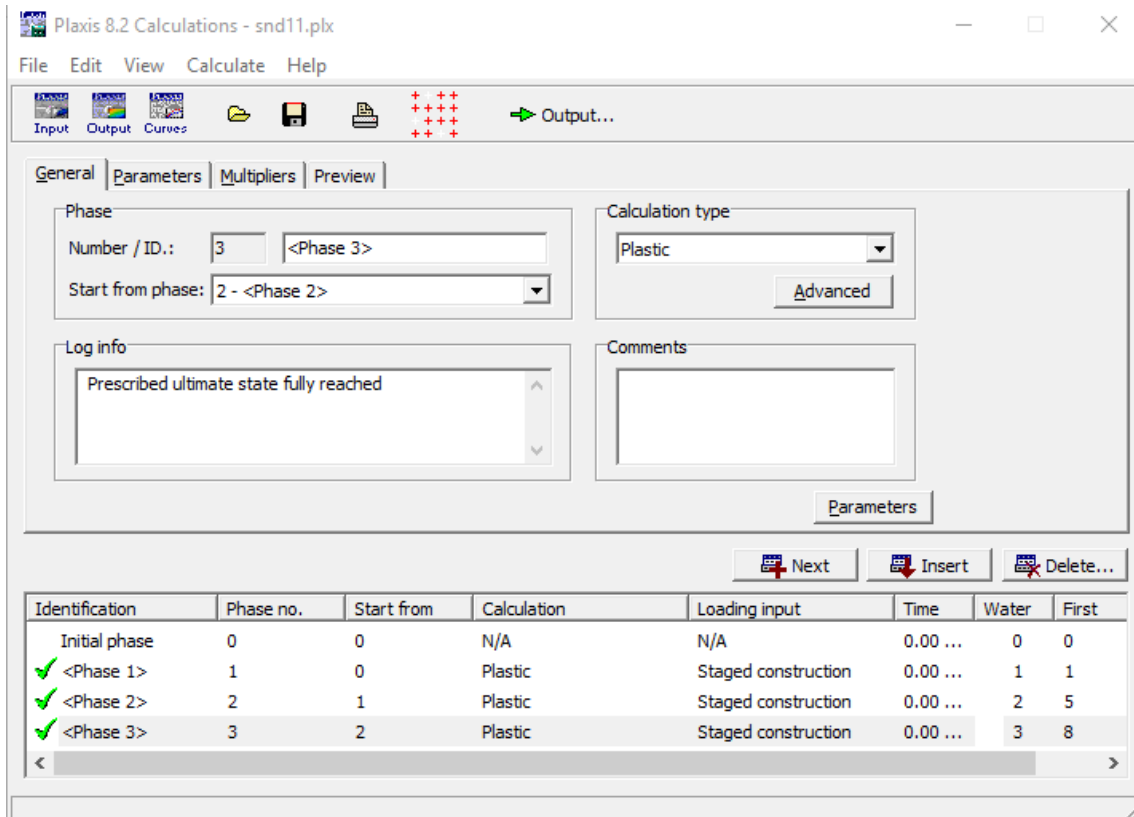 Plaxis 8.2 Calculations - snd11.plx
File Edit View Calculate Help
Input Output Curves Output...
General Parameters Multipliers Preview
Phase Calculation type
Number / ID.: 3 <Phase 3> Plastic
Start from phase: 2 - <Phase 2> Advanced
Log info Comments
Prescribed ultimate state fully reached
Parameters
Next Insert Delete...
Identification Phase no. Start from Calculation Loading input Time Water First
Initial phase 0 0 N/A N/A 0.00 ... 0 0
<Phase 1> 1 0 Plastic Staged construction 0.00 ... 1 1
<Phase 2> 2 1 Plastic Staged construction 0.00 ... 2 5
<Phase 3> 3 2 Plastic Staged construction 0.00 ... 3 8